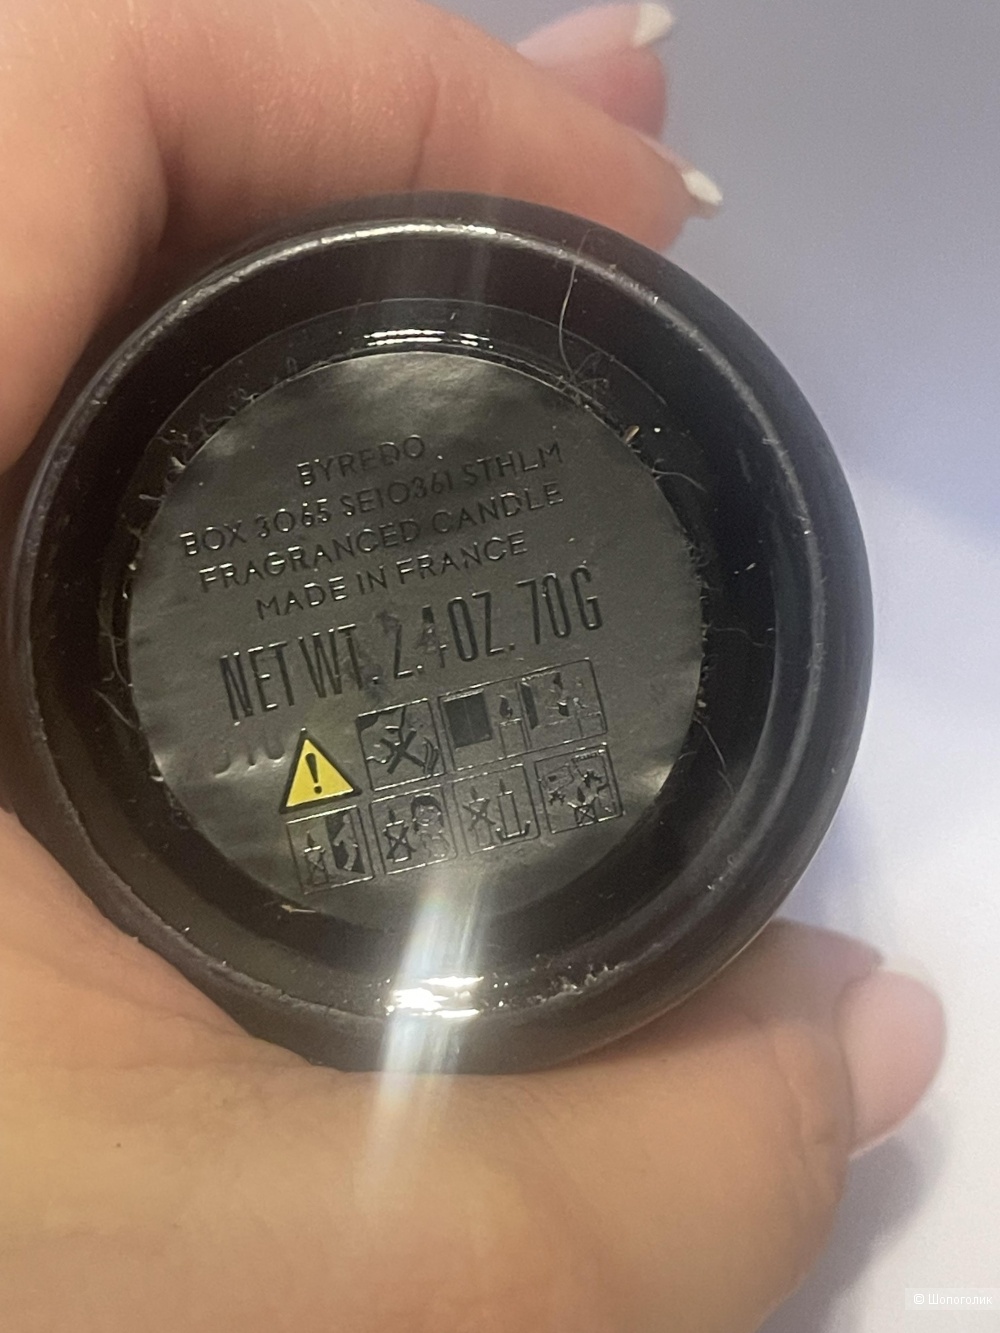 BYREDO
BOX 3065 SE10361 STHLM
FRAGRANCED CANDLE
MADE IN FRANCE
NET WT. 2.4 OZ. 70G
© Шопоголик